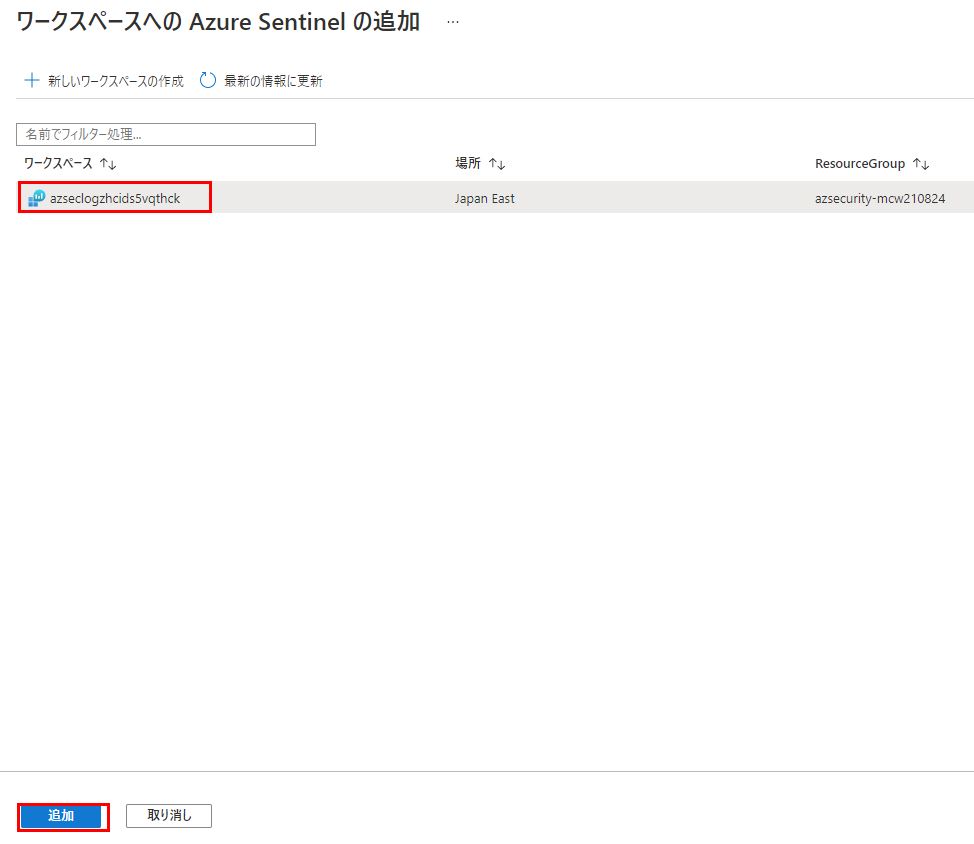 ワークスペースへの Azure Sentinel の追加 ...
新しいワークスペースの作成 最新の情報に更新
名前でフィルター処理...
ワークスペース ↑↓ 場所 ↑↓ ResourceGroup ↑↓
azseclogzhcids5vqthck Japan East azsecurity-mcw210824
追加 取り消し